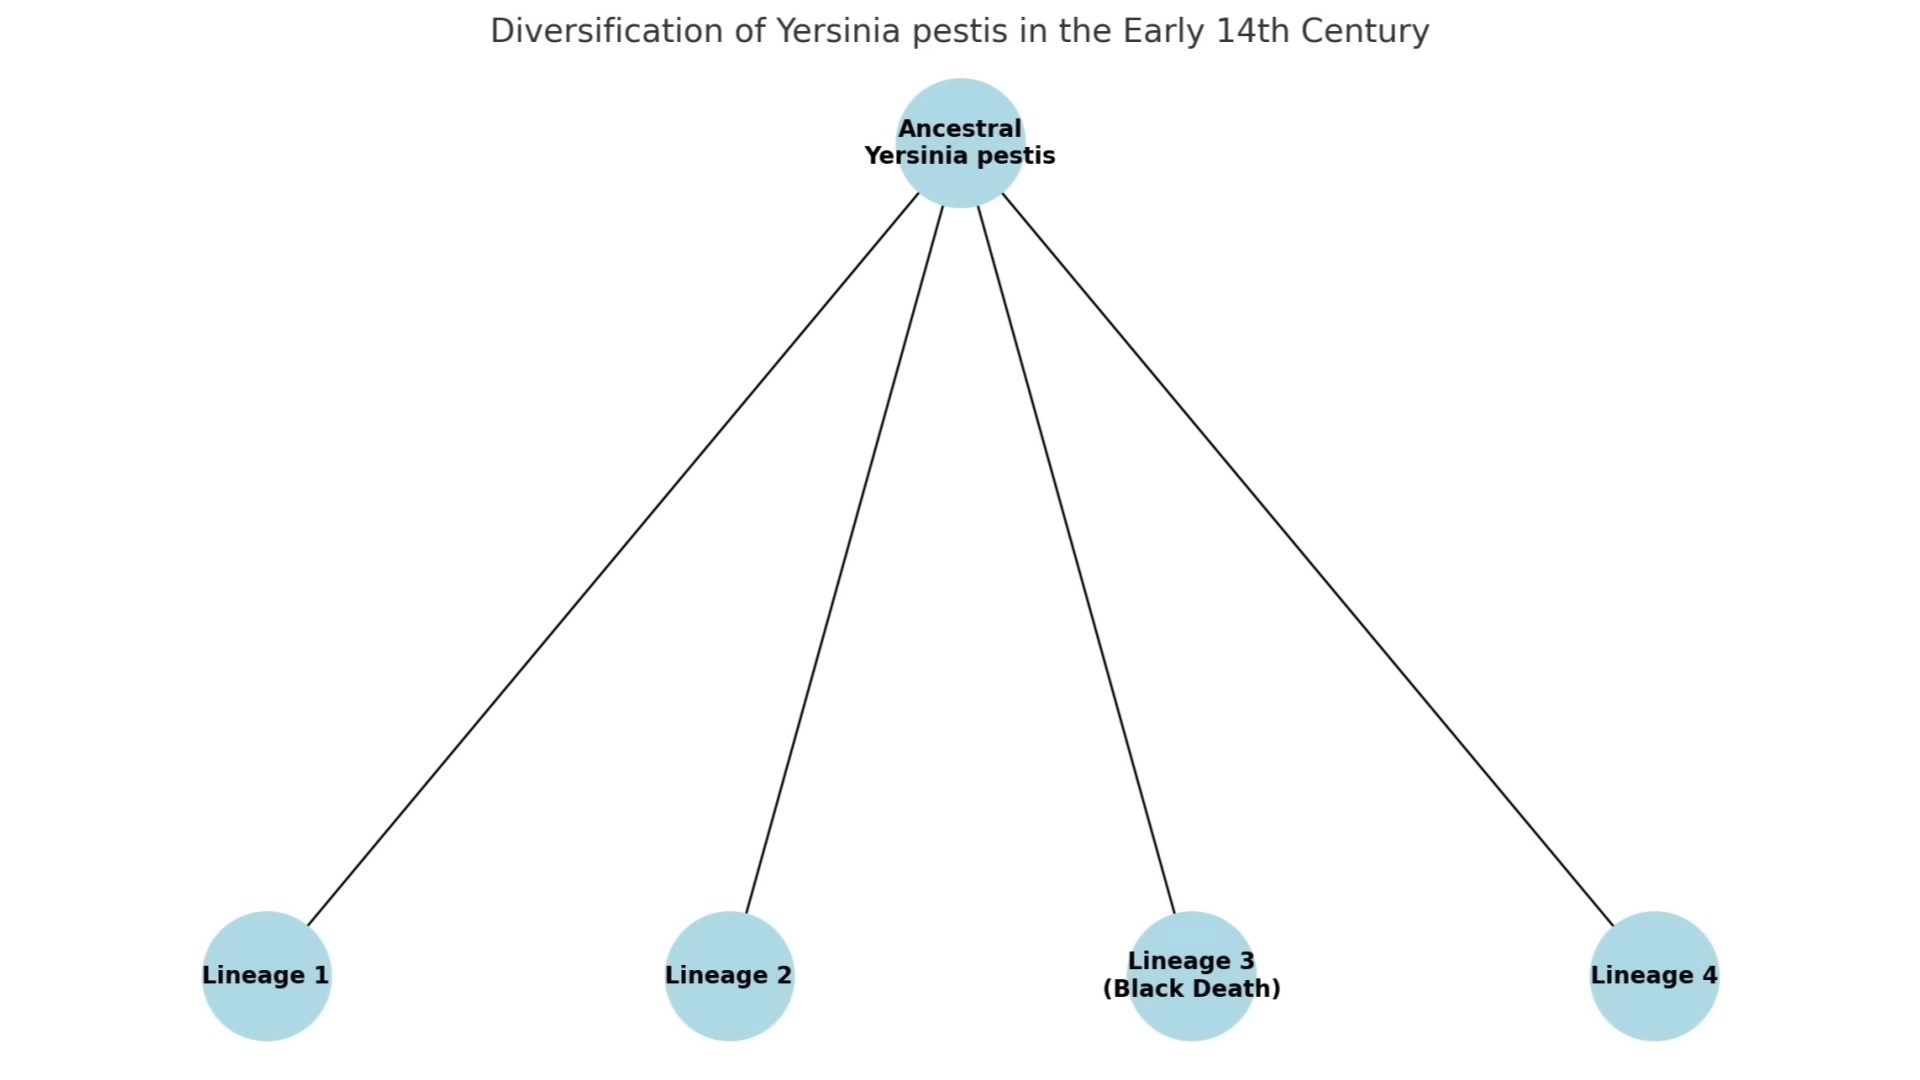 Diversification of Yersinia pestis in the Early 14th Century
Ancestral
Yersinia pestis
Lineage 1
Lineage 2
Lineage 3
(Black Death)
Lineage 4